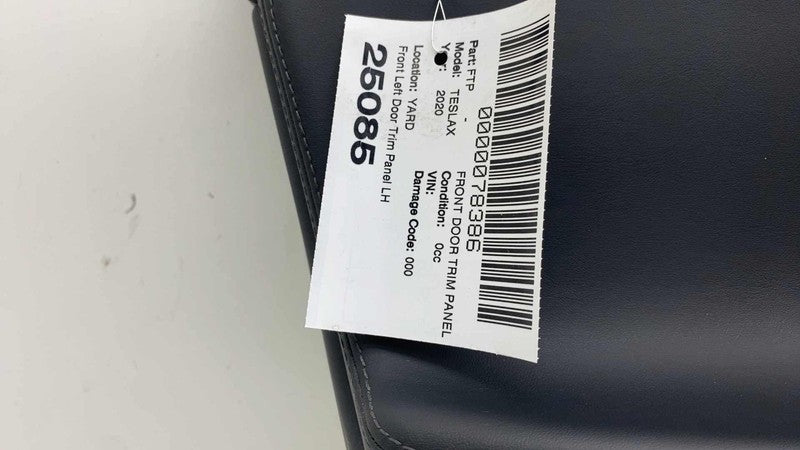 0000078386
Part: FTP - FRONT DOOR TRIM PANEL
Model: TESLAX Condition: 0cc
Year: 2020 VIN:
Location: YARD Damage Code: 000
Front Left Door Trim Panel LH
25085